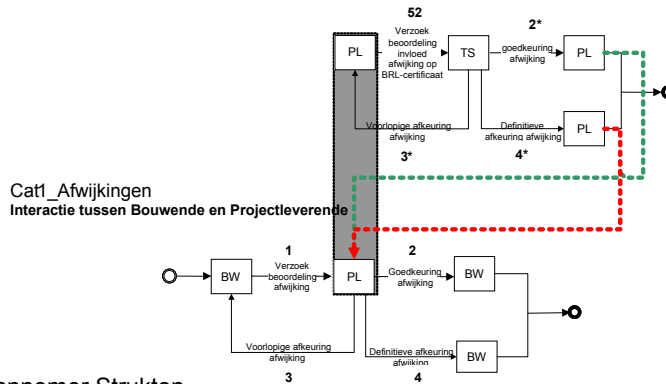 52
2*
Verzoek
beoordeling
invloed
afwijking op
BRL-certificaat
PL
TS
goedkeuring
afwijking
PL
PL
Voorlopige afkeuring
afwijking
3*
Definitieve
afkeuring afwijking
4*
Cat1_Afwijkingen
Interactie tussen Bouwende en Projectleverende
1
2
BW
Verzoek
beoordeling
afwijking
PL
Goedkeuring
afwijking
BW
Voorlopige afkeuring
afwijking
3
Definitieve afkeuring
afwijking
4
BW